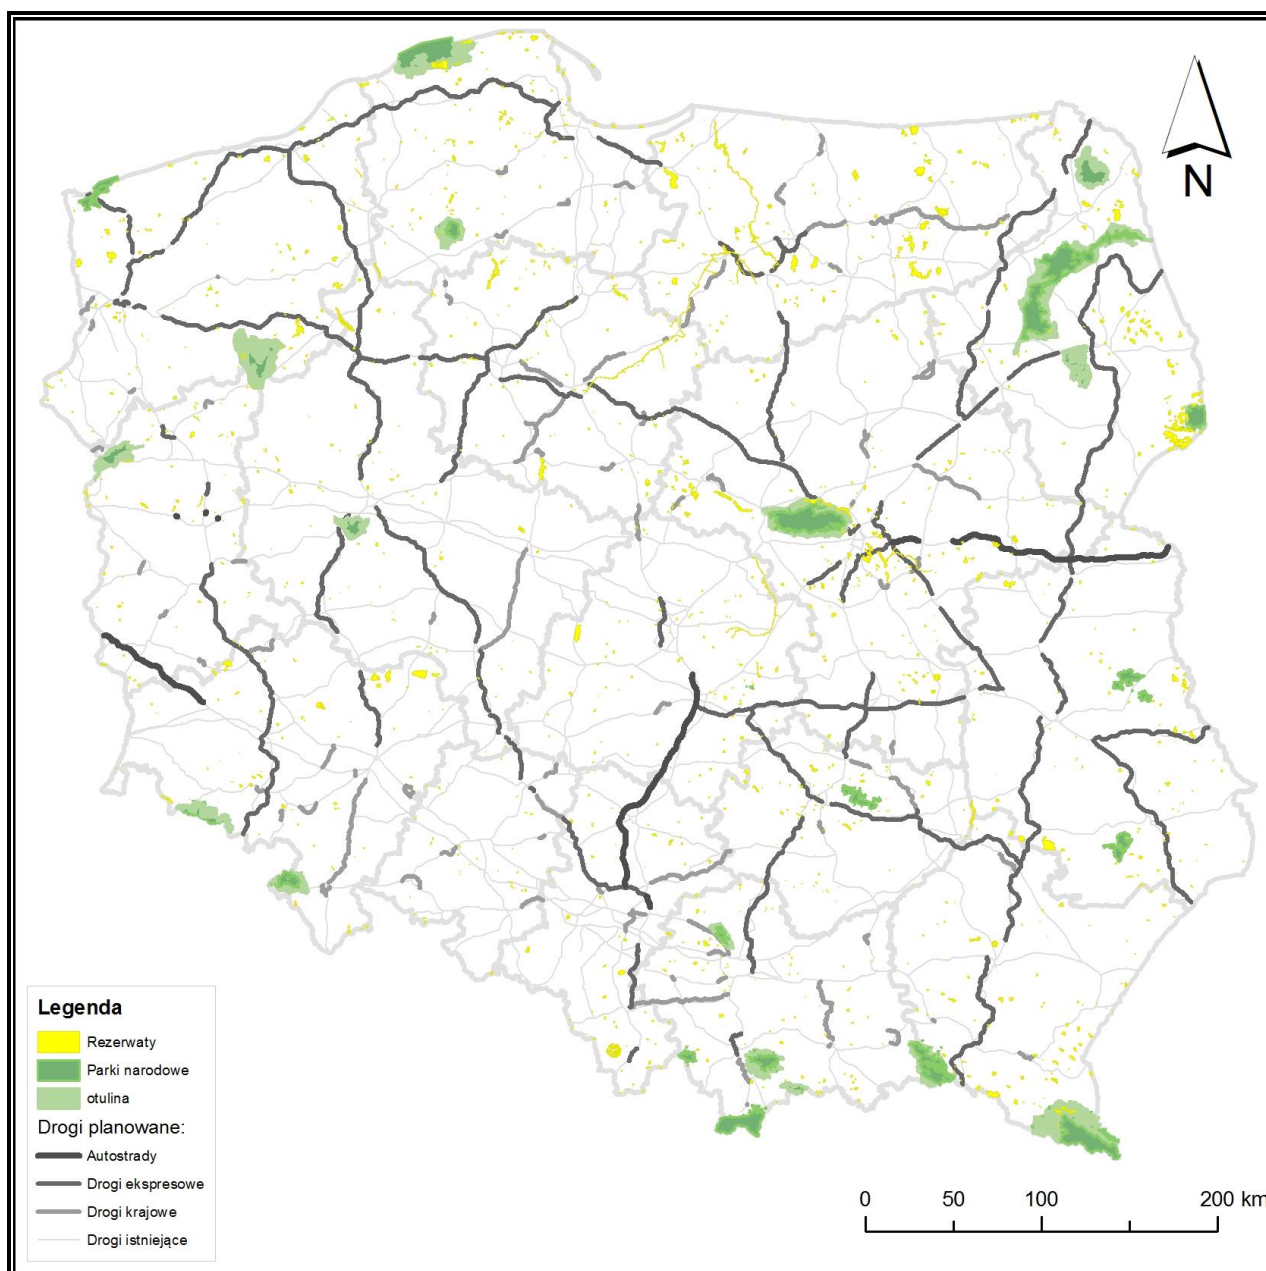 N
Legenda
Rezerwaty
Parki narodowe
otulina
Drogi planowane:
Autostrady
Drogi ekspresowe
Drogi krajowe
Drogi istniejące
0 50 100 200 km